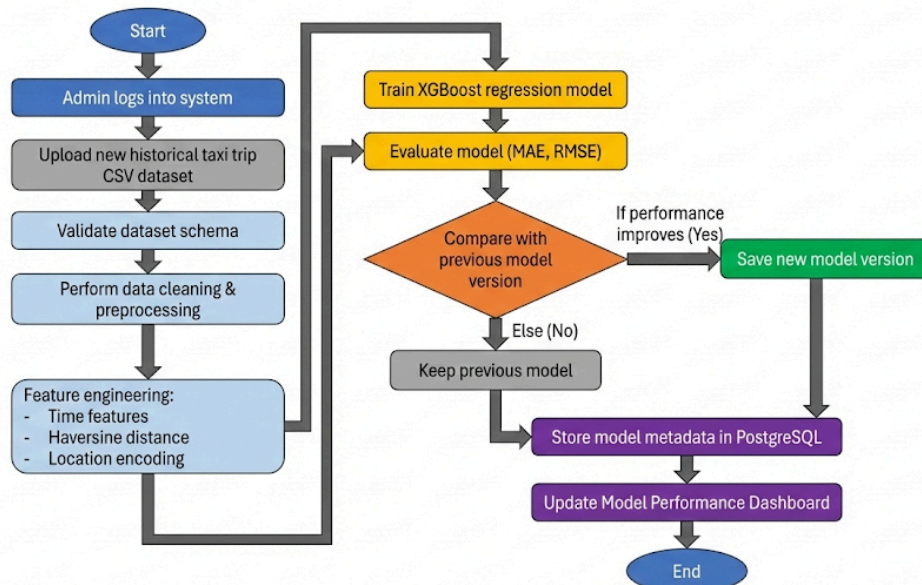 Start
Admin logs into system
Upload new historical taxi trip
CSV dataset
Validate dataset schema
Perform data cleaning &
preprocessing
Feature engineering:
- Time features
- Haversine distance
- Location encoding
Train XGBoost regression model
Evaluate model (MAE, RMSE)
Compare with
previous model
version
If performance
improves (Yes)
Save new model version
Else (No)
Keep previous model
Store model metadata in PostgreSQL
Update Model Performance Dashboard
End